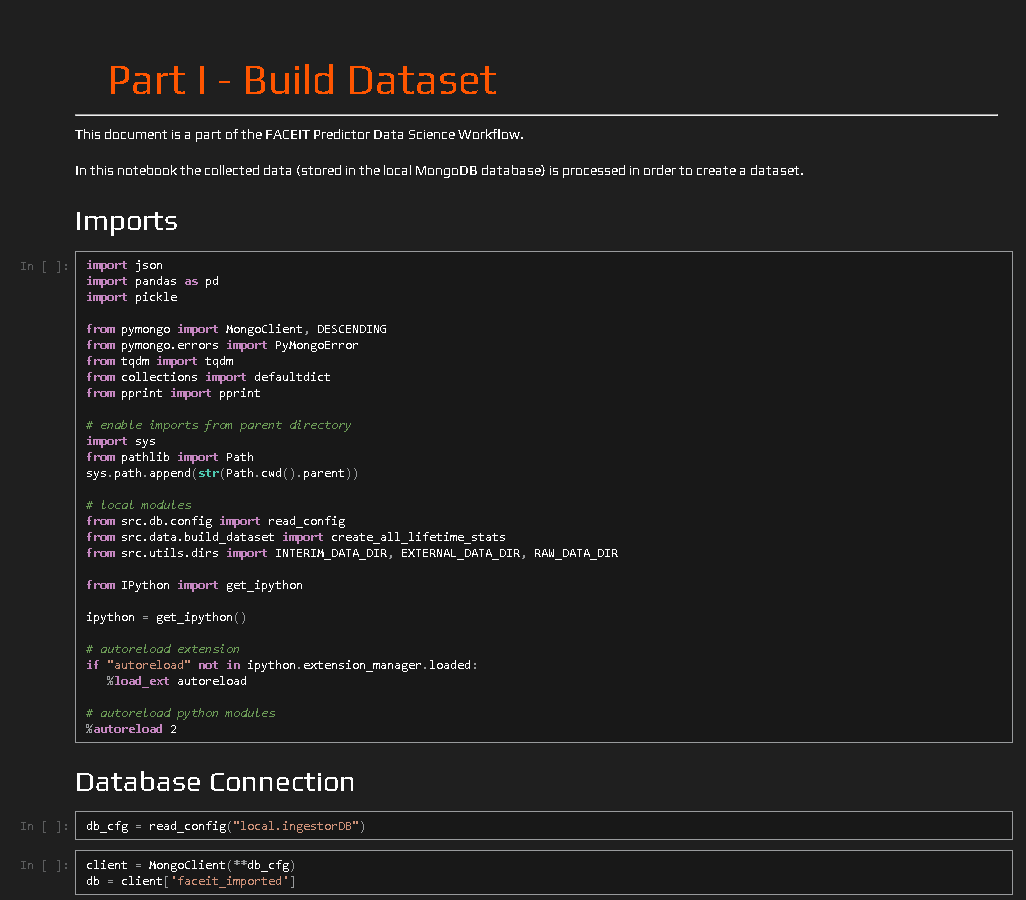 Part I - Build Dataset
This document is a part of the FACEIT Predictor Data Science Workflow.
In this notebook the collected data (stored in the local MongoDB database) is processed in order to create a dataset.
Imports
In [ ]:
import json
import pandas as pd
import pickle
from pymongo import MongoClient, DESCENDING
from pymongo.errors import PyMongoError
from tqdm import tqdm
from collections import defaultdict
from pprint import pprint
# enable imports from parent directory
import sys
from pathlib import Path
sys.path.append(str(Path.cwd().parent))
# local modules
from src.db.config import read_config
from src.data.build_dataset import create_all_lifetime_stats
from src.utils.dirs import INTERIM_DATA_DIR, EXTERNAL_DATA_DIR, RAW_DATA_DIR
from IPython import get_ipython
ipython = get_ipython()
# autoreload extension
if "autoreload" not in ipython.extension_manager.loaded:
%load_ext autoreload
# autoreload python modules
%autoreload 2
Database Connection
In [ ]:
db_cfg = read_config("local.ingestorDB")
In [ ]:
client = MongoClient(**db_cfg)
db = client['faceit_imported']